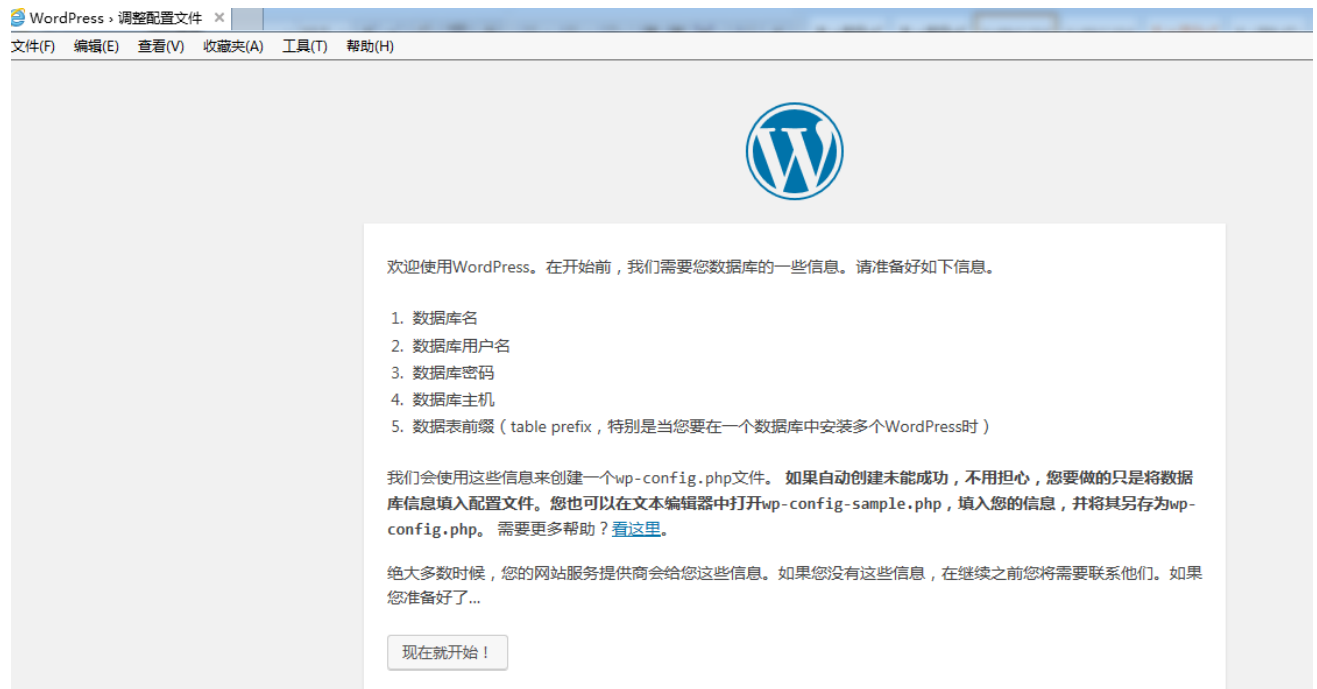 WordPress › 调整配置文件 ×
文件(F) 编辑(E) 查看(V) 收藏夹(A) 工具(T) 帮助(H)
欢迎使用WordPress。在开始前，我们需要您数据库的一些信息。请准备好如下信息。
1. 数据库名
2. 数据库用户名
3. 数据库密码
4. 数据库主机
5. 数据表前缀（table prefix，特别是当您要在一个数据库中安装多个WordPress时）
我们会使用这些信息来创建一个wp-config.php文件。 如果自动创建未能成功，不用担心，您要做的只是将数据
库信息填入配置文件。您也可以在文本编辑器中打开wp-config-sample.php，填入您的信息，并将其另存为wp-
config.php。 需要更多帮助？看这里。
绝大多数时候，您的网站服务提供商会给您这些信息。如果您没有这些信息，在继续之前您将需要联系他们。如果
您准备好了…
现在就开始！